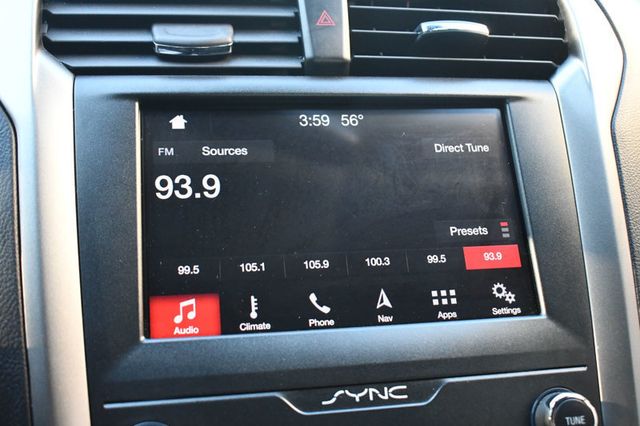 3:59 56°
FM Sources Direct Tune
93.9
Presets
99.5 105.1 105.9 100.3 99.5 93.9
Audio Climate Phone Nav Apps Settings
SYNC
TUNE